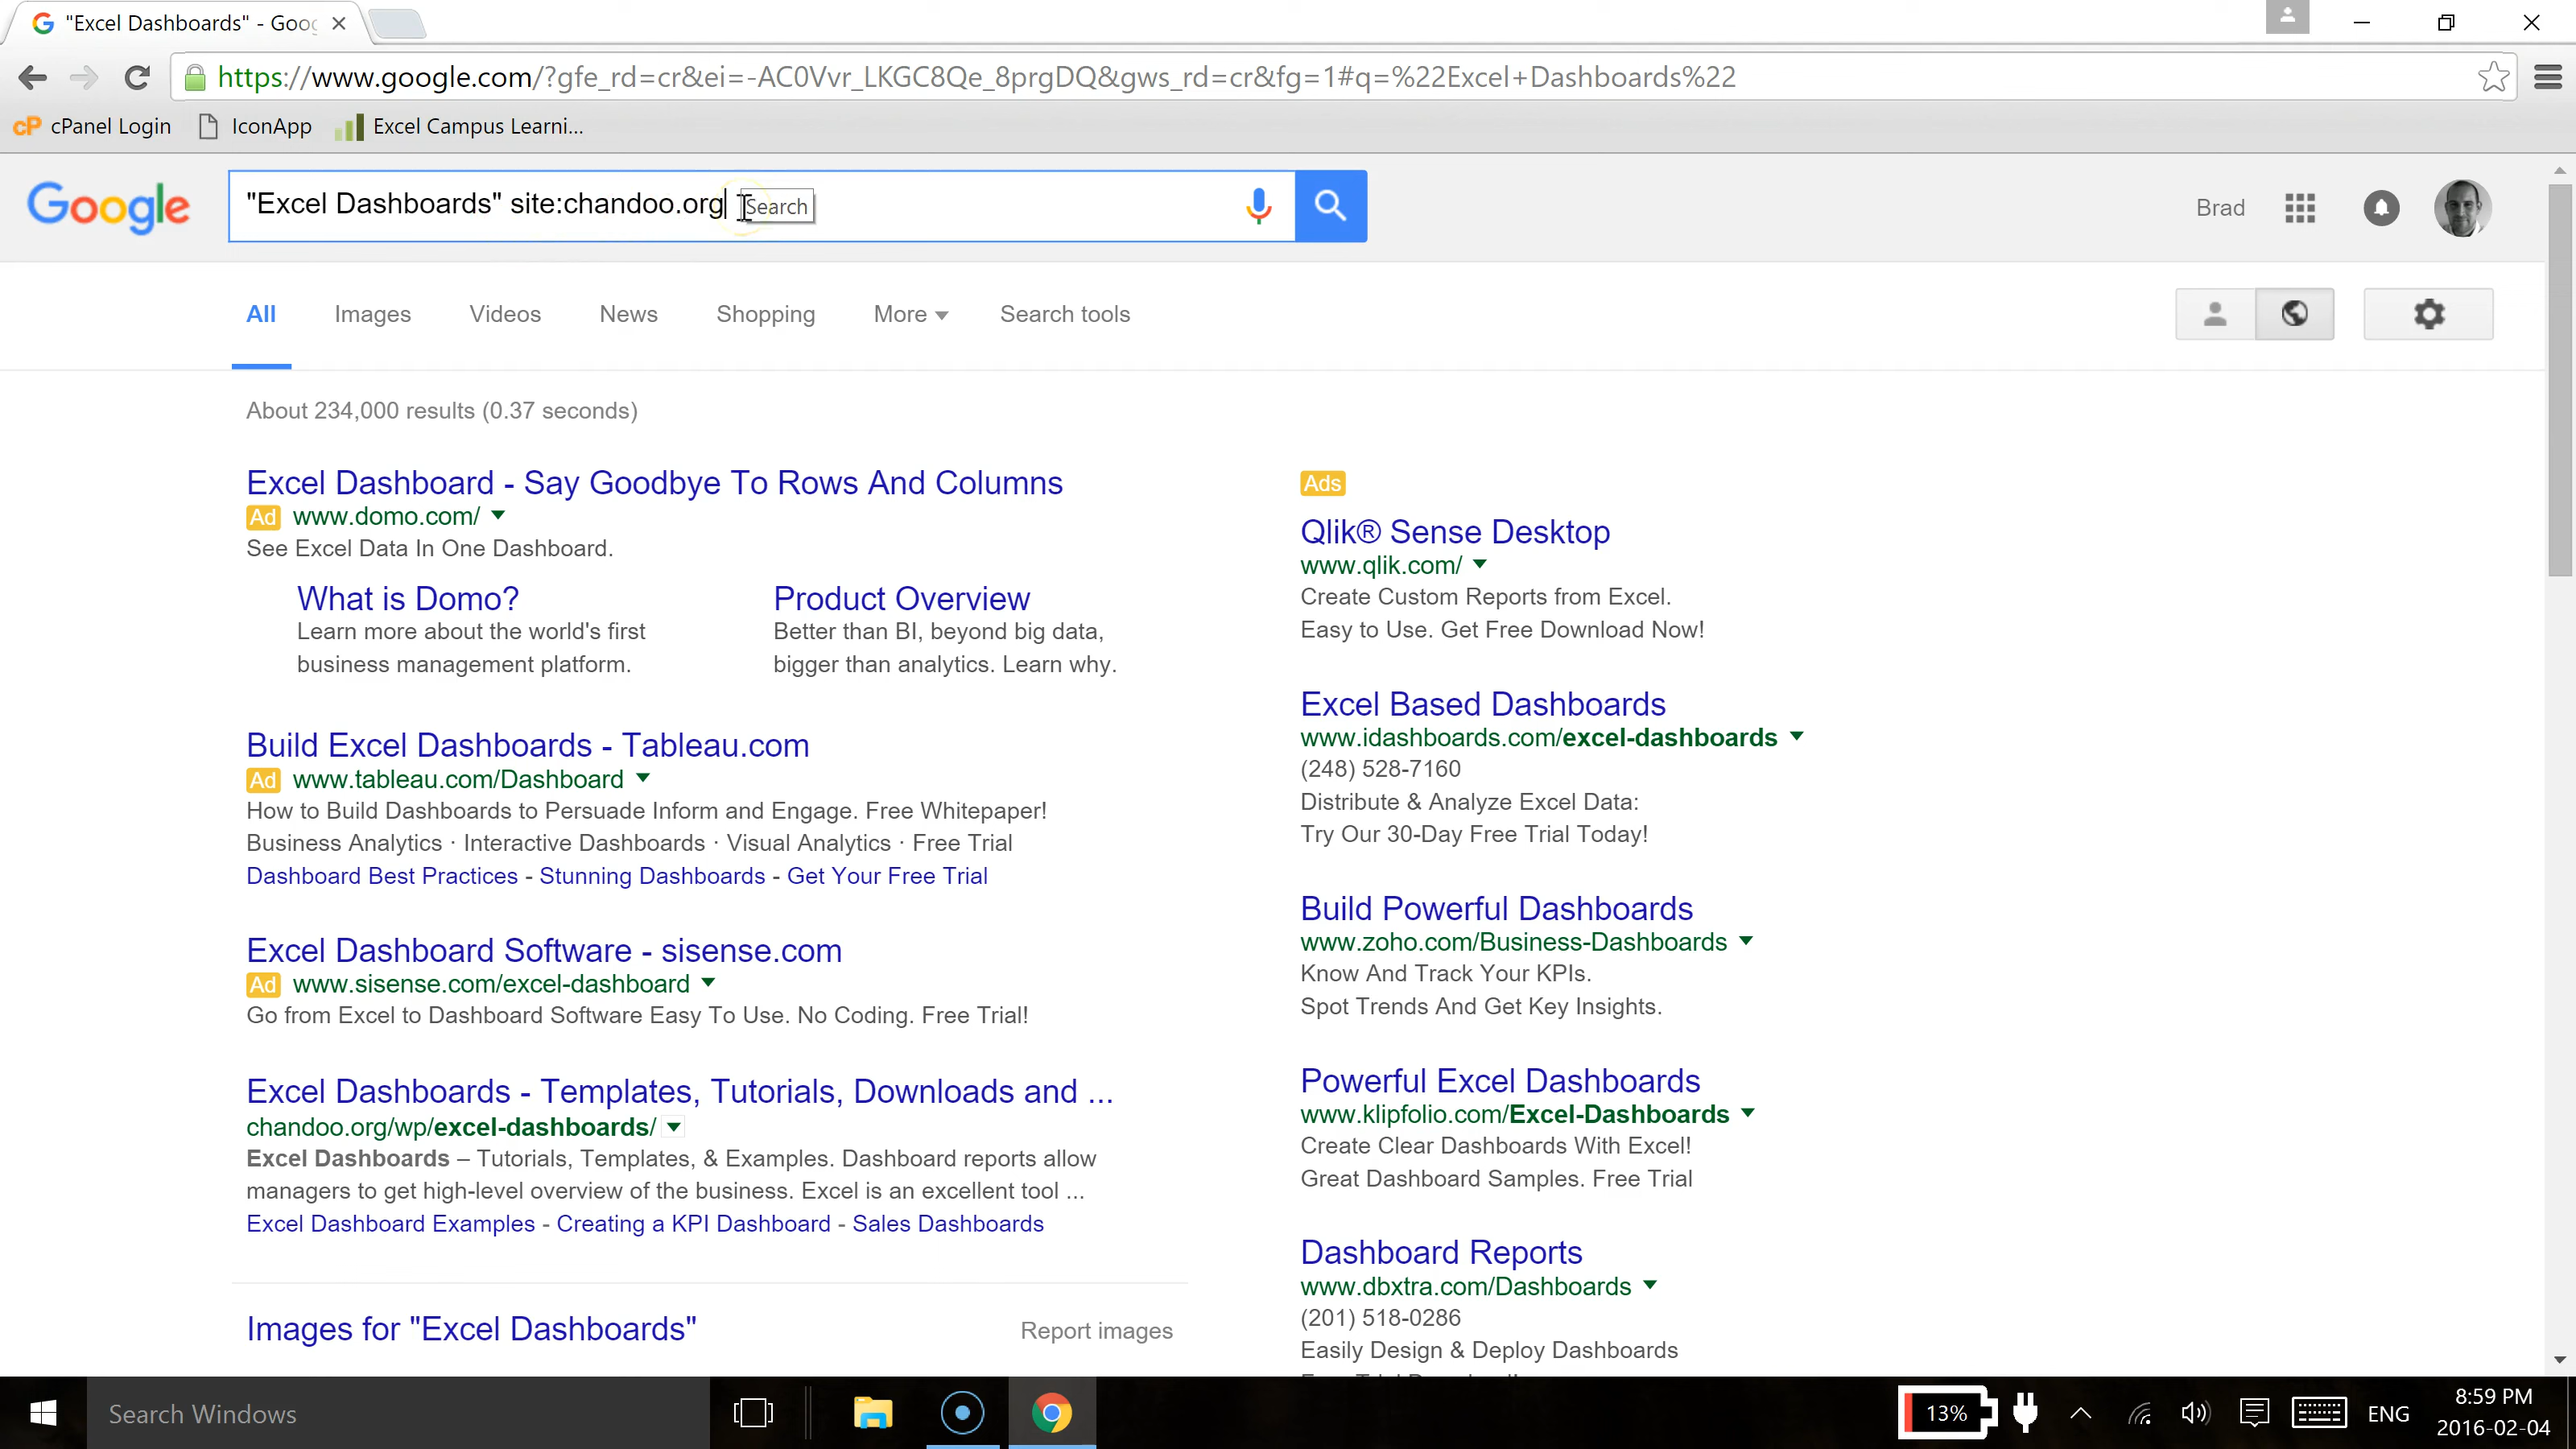 "Excel Dashboards" - Goog
https://www.google.com/?gfe_rd=cr&ei=-AC0Vvr_LKGC8Qe_8prgDQ&gws_rd=cr&fg=1#q=%22Excel+Dashboards%22
cP cPanel Login IconApp Excel Campus Learni...
Google "Excel Dashboards" site:chandoo.org Search Brad
All Images Videos News Shopping More Search tools
About 234,000 results (0.37 seconds)
Excel Dashboard - Say Goodbye To Rows And Columns
Ad www.domo.com/
See Excel Data In One Dashboard.
What is Domo?
Learn more about the world's first
business management platform.
Product Overview
Better than BI, beyond big data,
bigger than analytics. Learn why.
Build Excel Dashboards - Tableau.com
Ad www.tableau.com/Dashboard
How to Build Dashboards to Persuade Inform and Engage. Free Whitepaper!
Business Analytics · Interactive Dashboards · Visual Analytics · Free Trial
Dashboard Best Practices - Stunning Dashboards - Get Your Free Trial
Excel Dashboard Software - sisense.com
Ad www.sisense.com/excel-dashboard
Go from Excel to Dashboard Software Easy To Use. No Coding. Free Trial!
Excel Dashboards - Templates, Tutorials, Downloads and ...
chandoo.org/wp/excel-dashboards/
Excel Dashboards – Tutorials, Templates, & Examples. Dashboard reports allow
managers to get high-level overview of the business. Excel is an excellent tool ...
Excel Dashboard Examples - Creating a KPI Dashboard - Sales Dashboards
Images for "Excel Dashboards" Report images
Ads
Qlik® Sense Desktop
www.qlik.com/
Create Custom Reports from Excel.
Easy to Use. Get Free Download Now!
Excel Based Dashboards
www.idashboards.com/excel-dashboards
(248) 528-7160
Distribute & Analyze Excel Data:
Try Our 30-Day Free Trial Today!
Build Powerful Dashboards
www.zoho.com/Business-Dashboards
Know And Track Your KPIs.
Spot Trends And Get Key Insights.
Powerful Excel Dashboards
www.klipfolio.com/Excel-Dashboards
Create Clear Dashboards With Excel!
Great Dashboard Samples. Free Trial
Dashboard Reports
www.dbxtra.com/Dashboards
(201) 518-0286
Easily Design & Deploy Dashboards
Search Windows 13% ENG
8:59 PM
2016-02-04